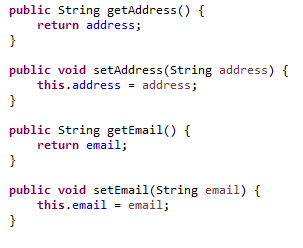 public String getAddress() {
    return address;
}

public void setAddress(String address) {
    this.address = address;
}

public String getEmail() {
    return email;
}

public void setEmail(String email) {
    this.email = email;
}